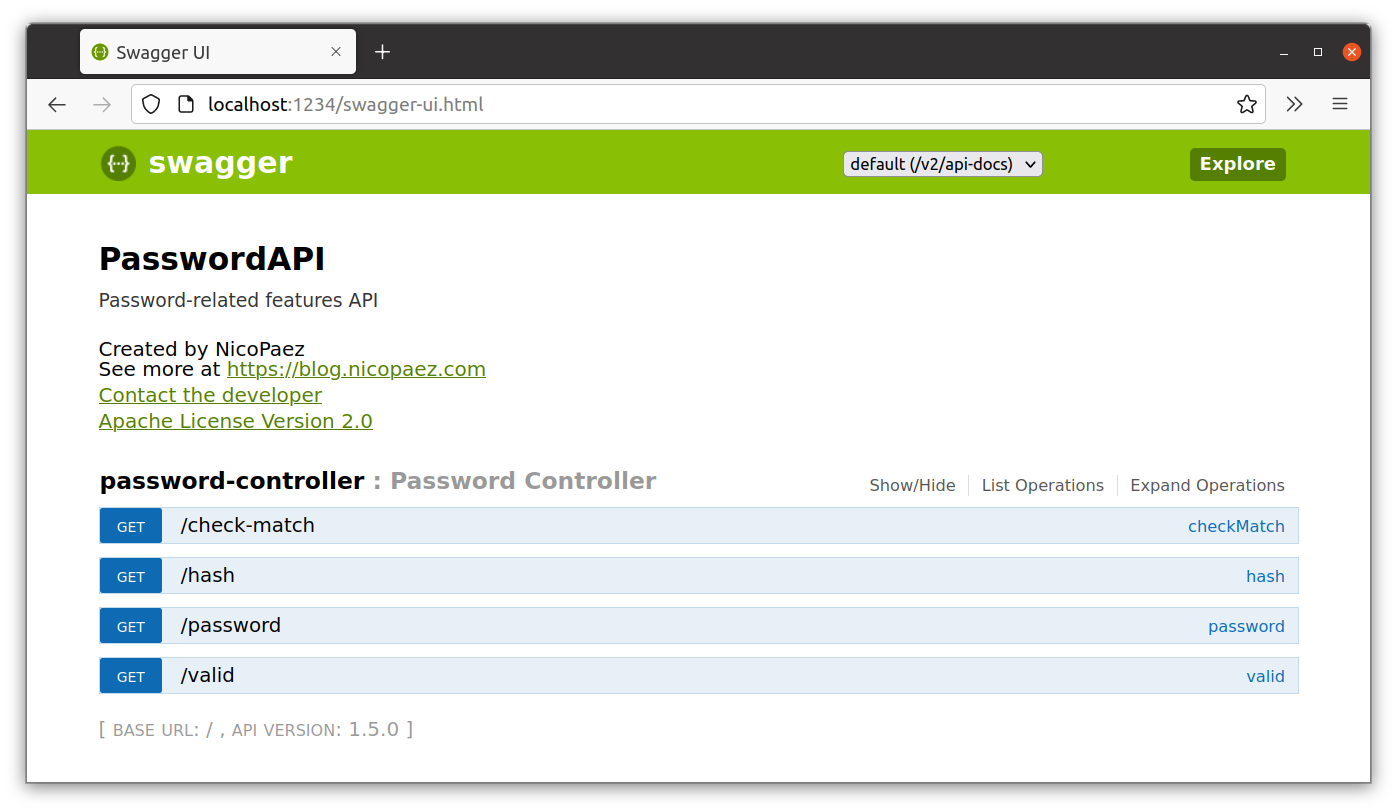 Swagger UI
localhost:1234/swagger-ui.html
swagger
default (/v2/api-docs)
Explore
PasswordAPI
Password-related features API
Created by NicoPaez
See more at https://blog.nicopaez.com
Contact the developer
Apache License Version 2.0
password-controller : Password Controller
Show/Hide
List Operations
Expand Operations
GET /check-match checkMatch
GET /hash hash
GET /password password
GET /valid valid
[ BASE URL: / , API VERSION: 1.5.0 ]